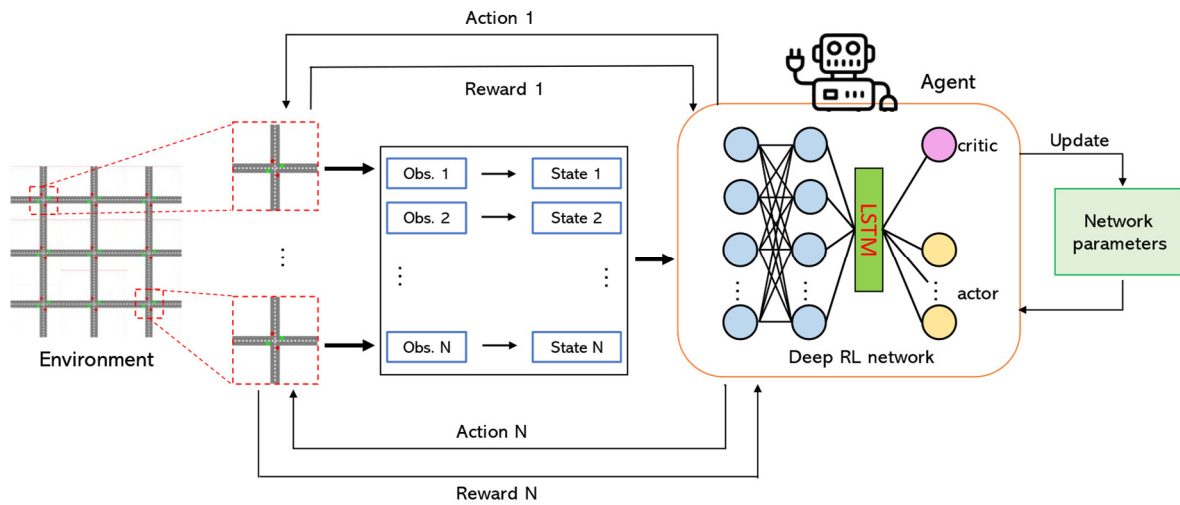 Action 1
Reward 1
Agent
Obs. 1
State 1
Obs. 2
State 2
Obs. N
State N
Environment
LSTM
critic
actor
Deep RL network
Update
Network
parameters
Action N
Reward N